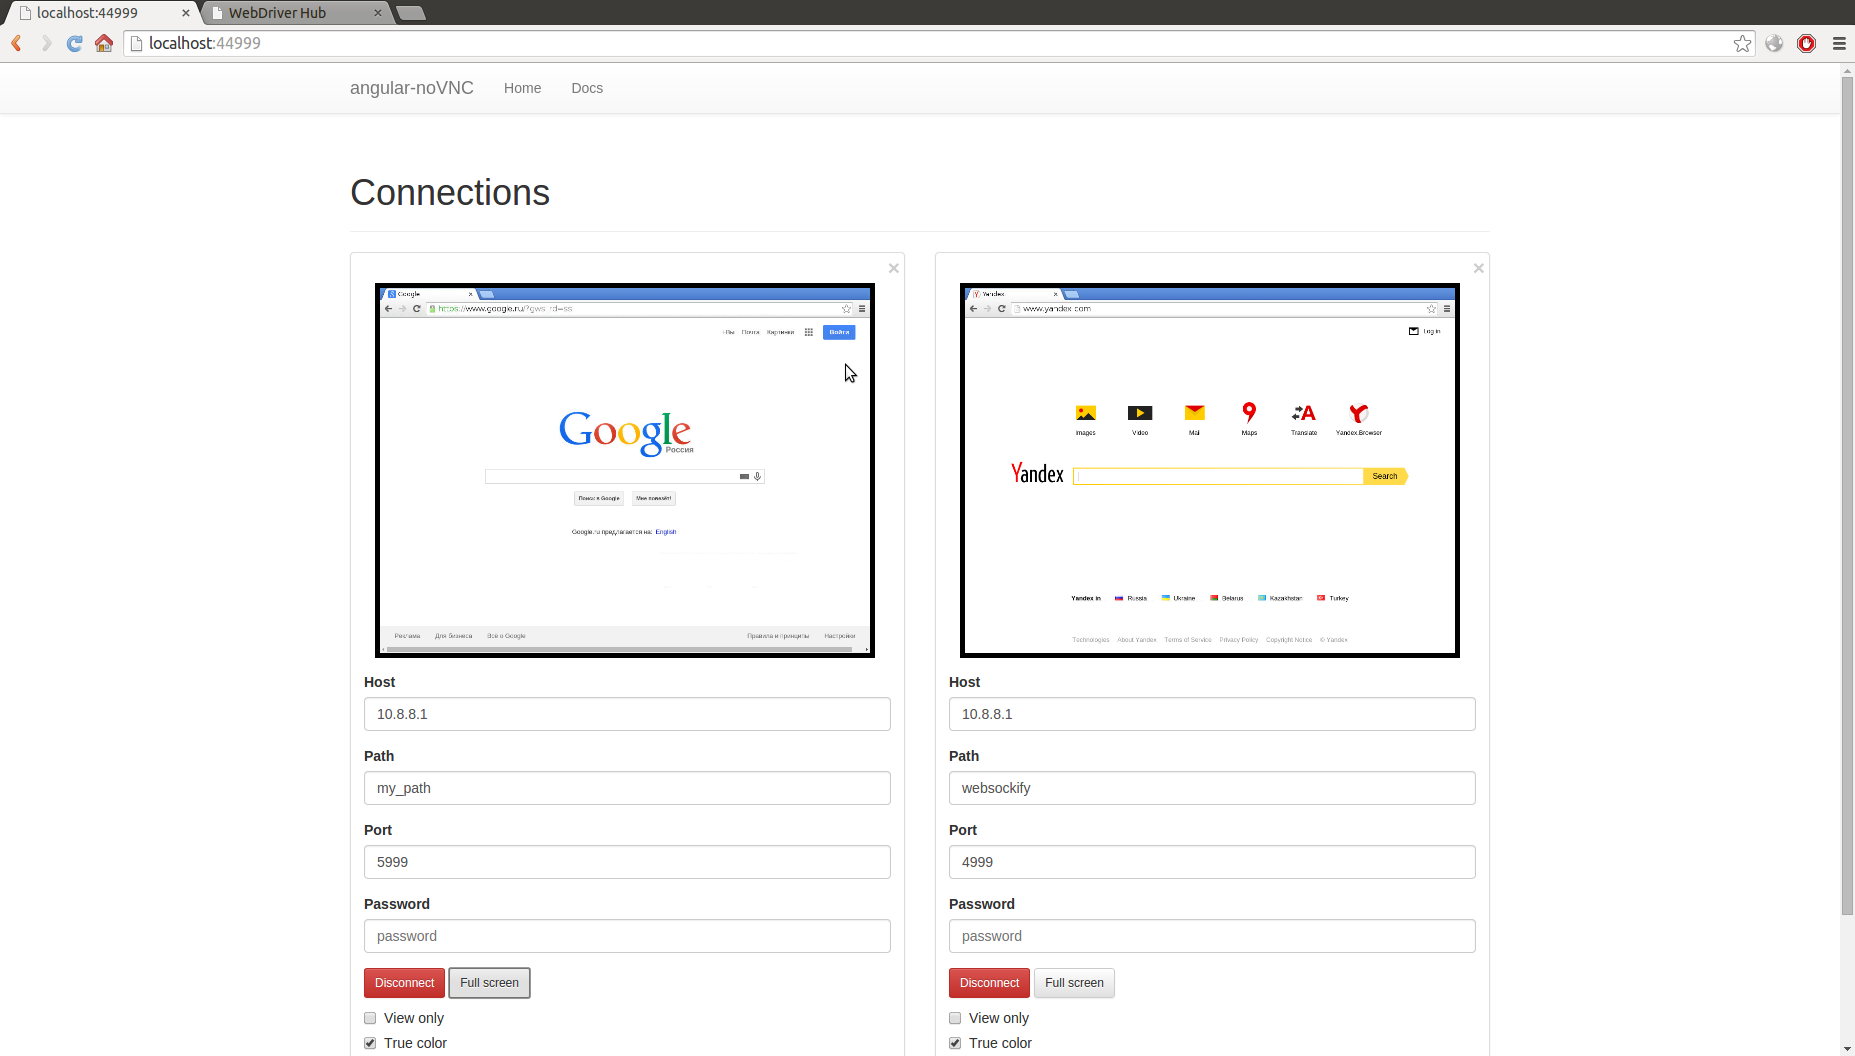 localhost:44999
WebDriver Hub
localhost:44999
angular-noVNC Home Docs
Connections
Google
https://www.google.ru/?gws_rd=ss
+Вы Почта Картинки Войти
Google
Россия
Поиск в Google Мне повезёт!
Google.ru предлагается на: English
Реклама Для бизнеса Всё о Google Правила и принципы Настройки
Host
10.8.8.1
Path
my_path
Port
5999
Password
password
Disconnect Full screen
View only
True color
Yandex
www.yandex.com
Log in
Images Video Mail Maps Translate Yandex.Browser
Yandex Search
Yandex in Russia Ukraine Belarus Kazakhstan Turkey
Technologies About Yandex Terms of Service Privacy Policy Copyright Notice © Yandex
Host
10.8.8.1
Path
websockify
Port
4999
Password
password
Disconnect Full screen
View only
True color